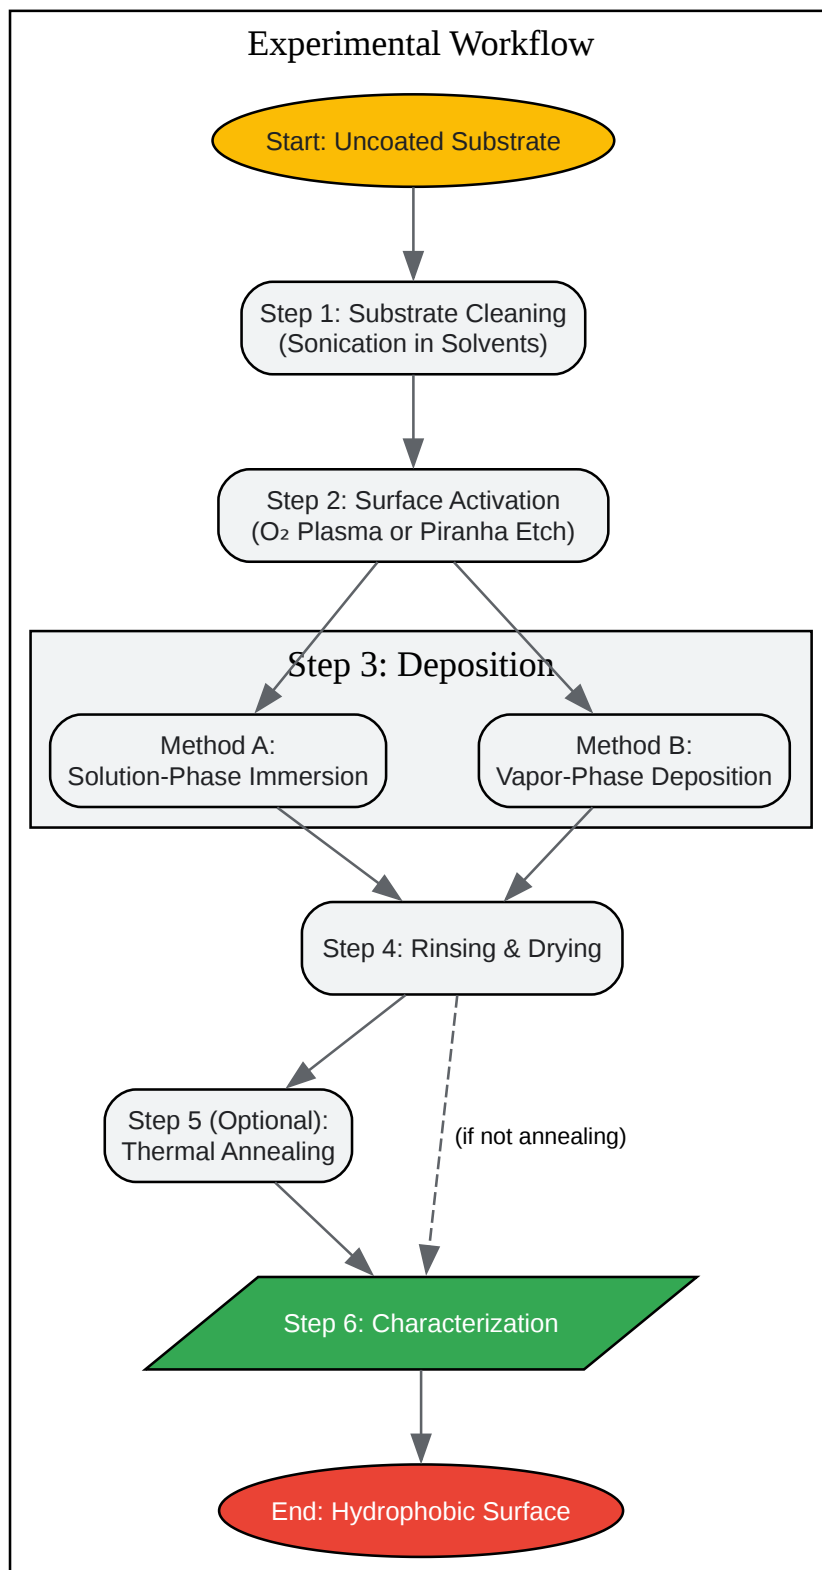 Experimental Workflow
Start: Uncoated Substrate
Step 1: Substrate Cleaning
(Sonication in Solvents)
Step 2: Surface Activation
(O₂ Plasma or Piranha Etch)
Step 3: Deposition
Method A:
Solution-Phase Immersion
Method B:
Vapor-Phase Deposition
Step 4: Rinsing & Drying
Step 5 (Optional):
Thermal Annealing
(if not annealing)
Step 6: Characterization
End: Hydrophobic Surface